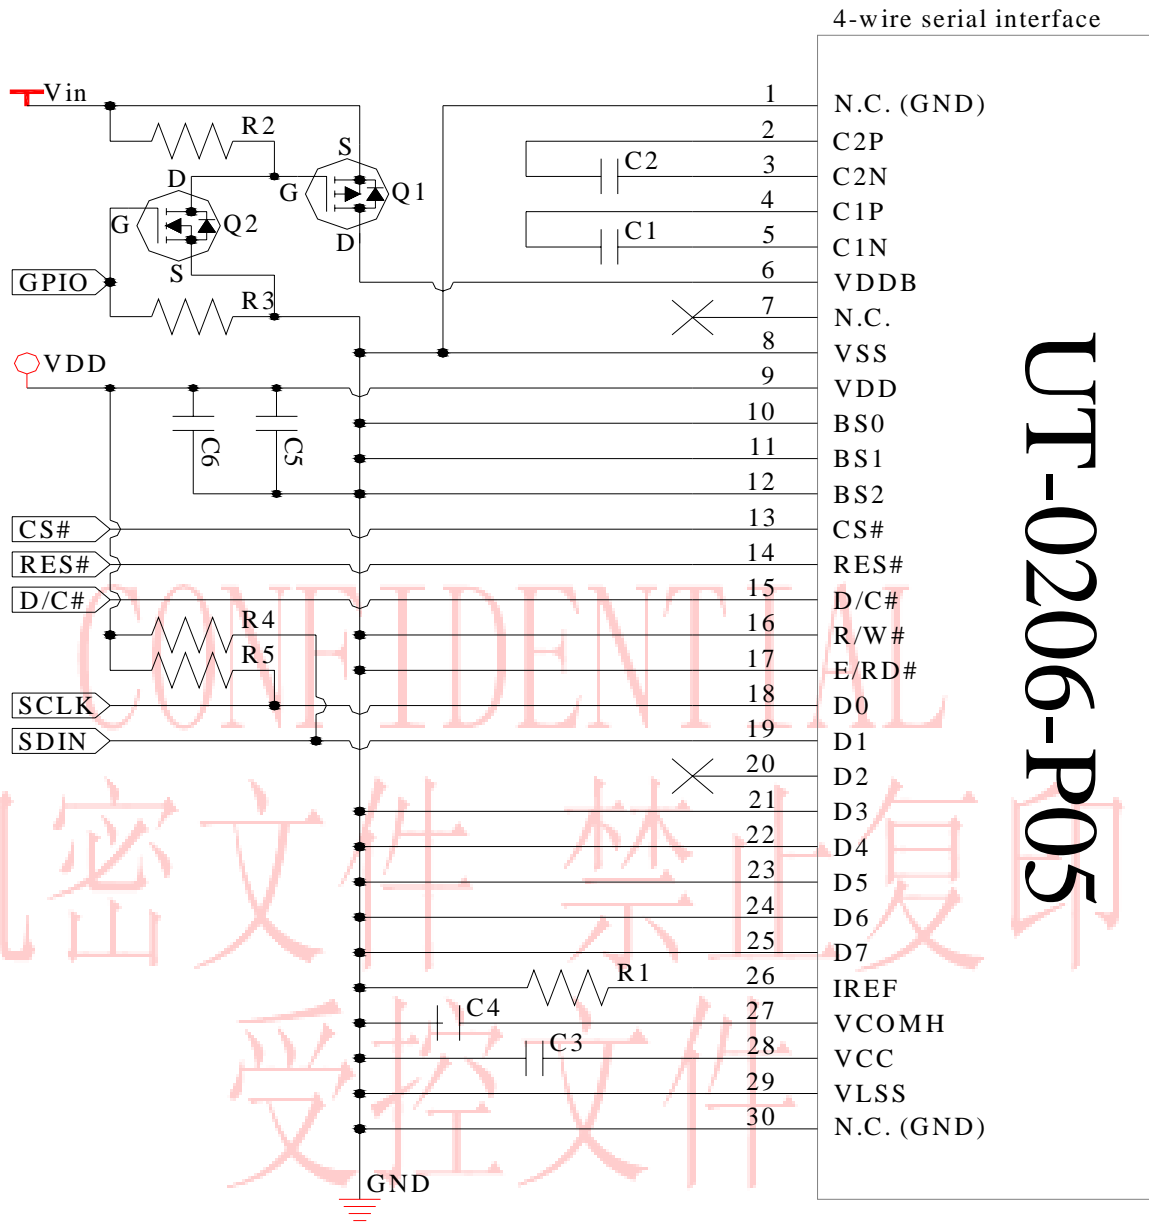 4-wire serial interface
Vin
R2
S
D
G
Q1
G
Q2
D
S
GPIO
R3
VDD
C6
C5
CS#
RES#
D/C#
R4
R5
SCLK
SDIN
C2
C1
1 N.C. (GND)
2 C2P
3 C2N
4 C1P
5 C1N
6 VDDB
7 N.C.
8 VSS
9 VDD
10 BS0
11 BS1
12 BS2
13 CS#
14 RES#
15 D/C#
16 R/W#
17 E/RD#
18 D0
19 D1
20 D2
21 D3
22 D4
23 D5
24 D6
25 D7
R1 26 IREF
C4 27 VCOMH
C3 28 VCC
29 VLSS
30 N.C. (GND)
GND
UT-0206-P05
CONFIDENTIAL
机密文件 禁止复印
受控文件